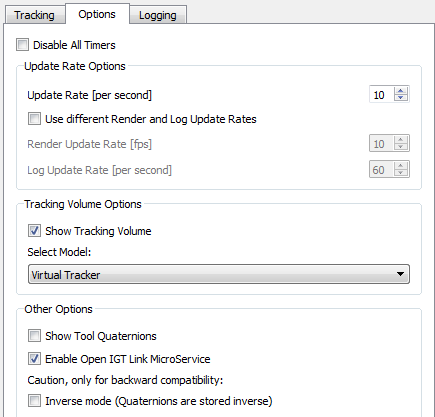 Tracking Options Logging
Disable All Timers
Update Rate Options
Update Rate [per second] 10
Use different Render and Log Update Rates
Render Update Rate [fps] 10
Log Update Rate [per second] 60
Tracking Volume Options
Show Tracking Volume
Select Model:
Virtual Tracker
Other Options
Show Tool Quaternions
Enable Open IGT Link MicroService
Caution, only for backward compatibility:
Inverse mode (Quaternions are stored inverse)